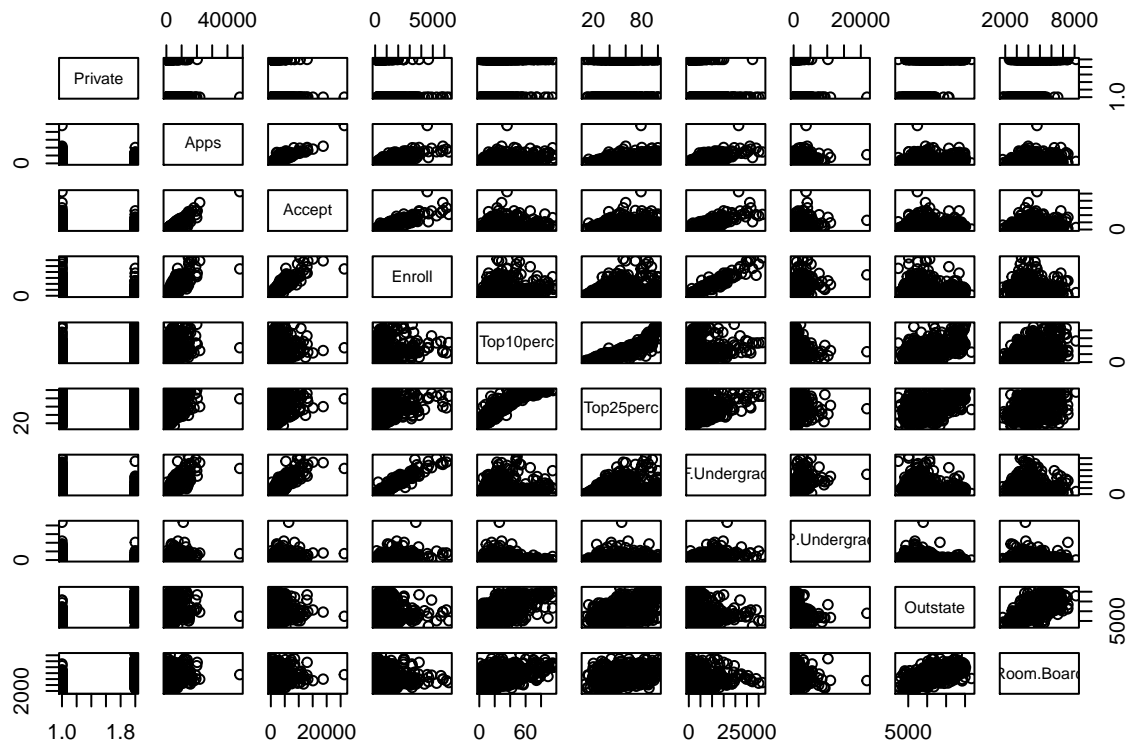 0 40000 0 5000 20 80 0 20000 2000 8000
Private
1.0
0
Apps
Accept
0
0
Enroll
Top10perc
0
20
Top25perc
F.Undergrad
0
0
P.Undergrad
Outstate
5000
2000
Room.Board
1.0 1.8 0 20000 0 60 0 25000 5000